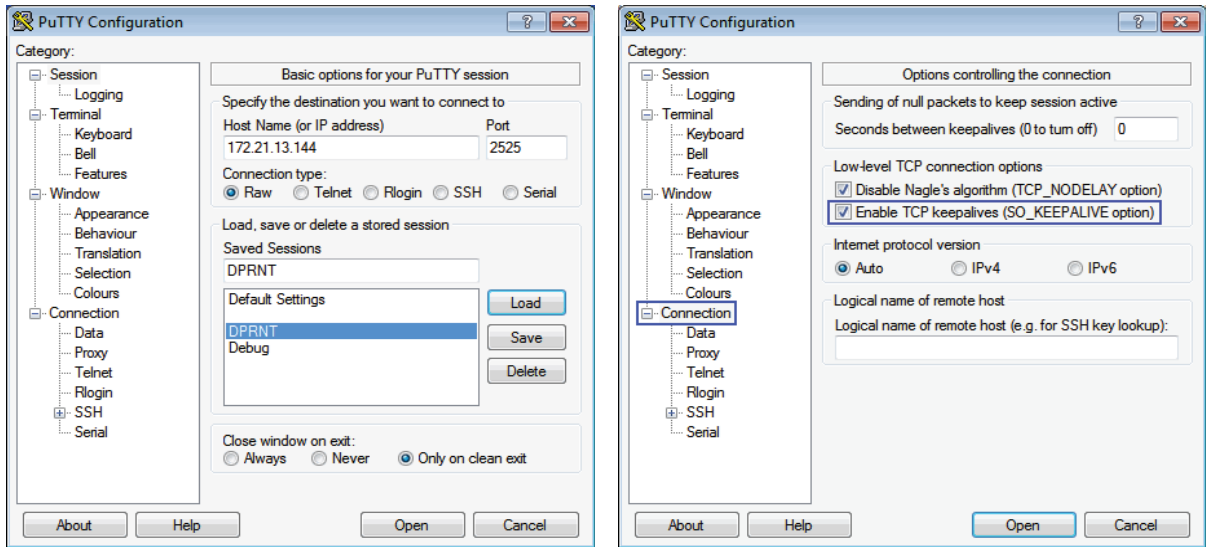 PuTTY Configuration
Category:
Session
Logging
Terminal
Keyboard
Bell
Features
Window
Appearance
Behaviour
Translation
Selection
Colours
Connection
Data
Proxy
Telnet
Rlogin
SSH
Serial
Basic options for your PuTTY session
Specify the destination you want to connect to
Host Name (or IP address) Port
172.21.13.144 2525
Connection type:
Raw Telnet Rlogin SSH Serial
Load, save or delete a stored session
Saved Sessions
DPRNT
Default Settings
DPRNT
Debug
Load
Save
Delete
Close window on exit:
Always Never Only on clean exit
About Help Open Cancel
PuTTY Configuration
Category:
Session
Logging
Terminal
Keyboard
Bell
Features
Window
Appearance
Behaviour
Translation
Selection
Colours
Connection
Data
Proxy
Telnet
Rlogin
SSH
Serial
Options controlling the connection
Sending of null packets to keep session active
Seconds between keepalives (0 to turn off) 0
Low-level TCP connection options
Disable Nagle's algorithm (TCP_NODELAY option)
Enable TCP keepalives (SO_KEEPALIVE option)
Internet protocol version
Auto IPv4 IPv6
Logical name of remote host
Logical name of remote host (e.g. for SSH key lookup):
About Help Open Cancel